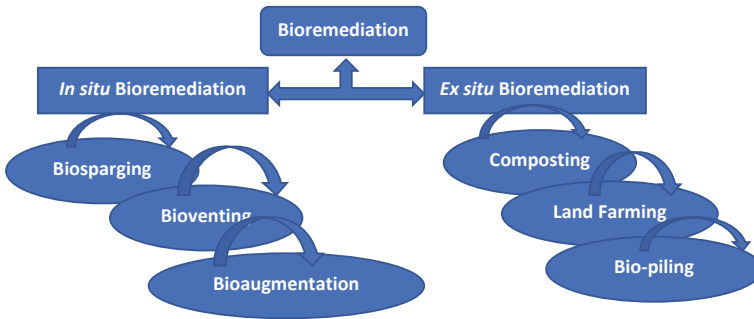 Bioremediation
In situ Bioremediation
Ex situ Bioremediation
Biosparging
Bioventing
Bioaugmentation
Composting
Land Farming
Bio-piling